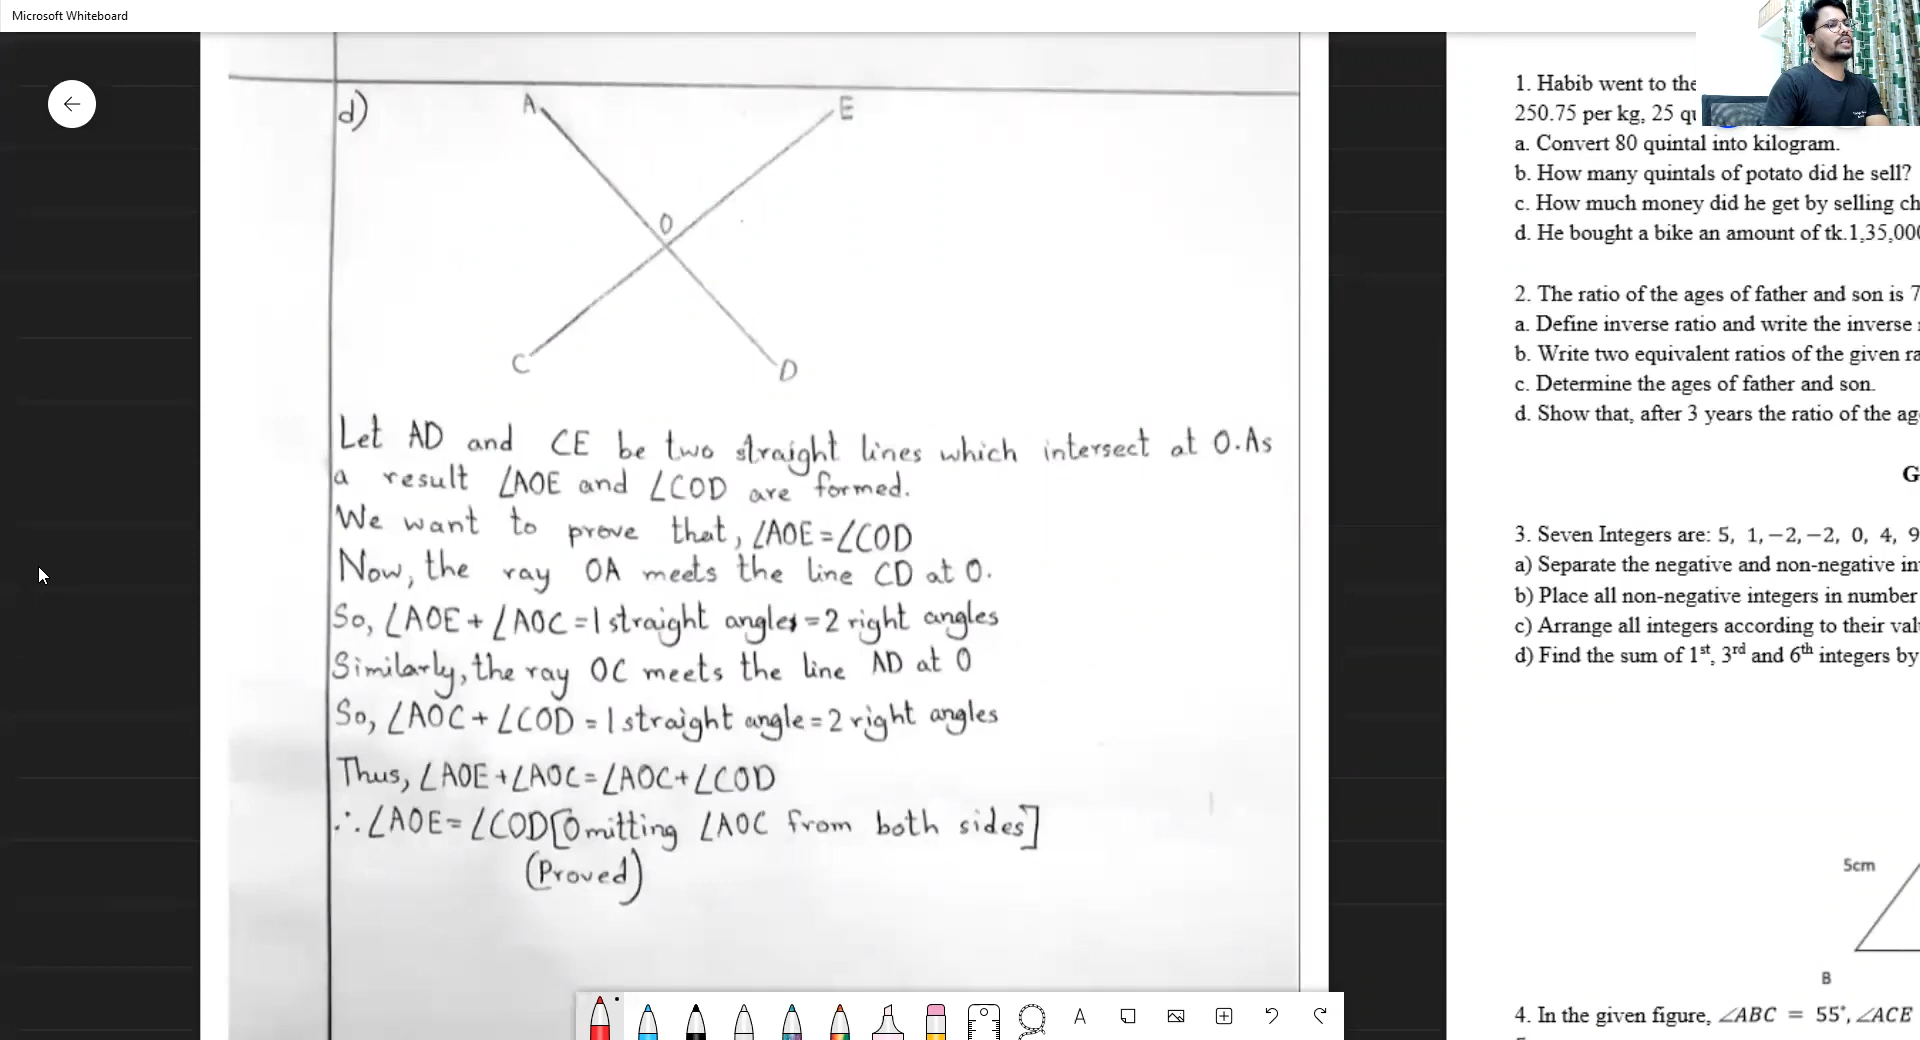 Microsoft Whiteboard
d)
A
E
O
C
D
Let AD and CE be two straight lines which intersect at O. As
a result ∠AOE and ∠COD are formed.
We want to prove that, ∠AOE = ∠COD
Now, the ray OA meets the line CD at O.
So, ∠AOE + ∠AOC = 1 straight angles = 2 right angles
Similarly, the ray OC meets the line AD at O
So, ∠AOC + ∠COD = 1 straight angle = 2 right angles
Thus, ∠AOE + ∠AOC = ∠AOC + ∠COD
∴ ∠AOE = ∠COD [Omitting ∠AOC from both sides]
(Proved)
A
1. Habib went to the
250.75 per kg, 25 qu
a. Convert 80 quintal into kilogram.
b. How many quintals of potato did he sell?
c. How much money did he get by selling ch
d. He bought a bike an amount of tk.1,35,000
2. The ratio of the ages of father and son is 7
a. Define inverse ratio and write the inverse
b. Write two equivalent ratios of the given ra
c. Determine the ages of father and son.
d. Show that, after 3 years the ratio of the ag
G
3. Seven Integers are: 5, 1, −2, −2, 0, 4, 9
a) Separate the negative and non-negative in
b) Place all non-negative integers in number
c) Arrange all integers according to their val
d) Find the sum of 1st, 3rd and 6th integers by
5cm
B
4. In the given figure, ∠ABC = 55°, ∠ACE